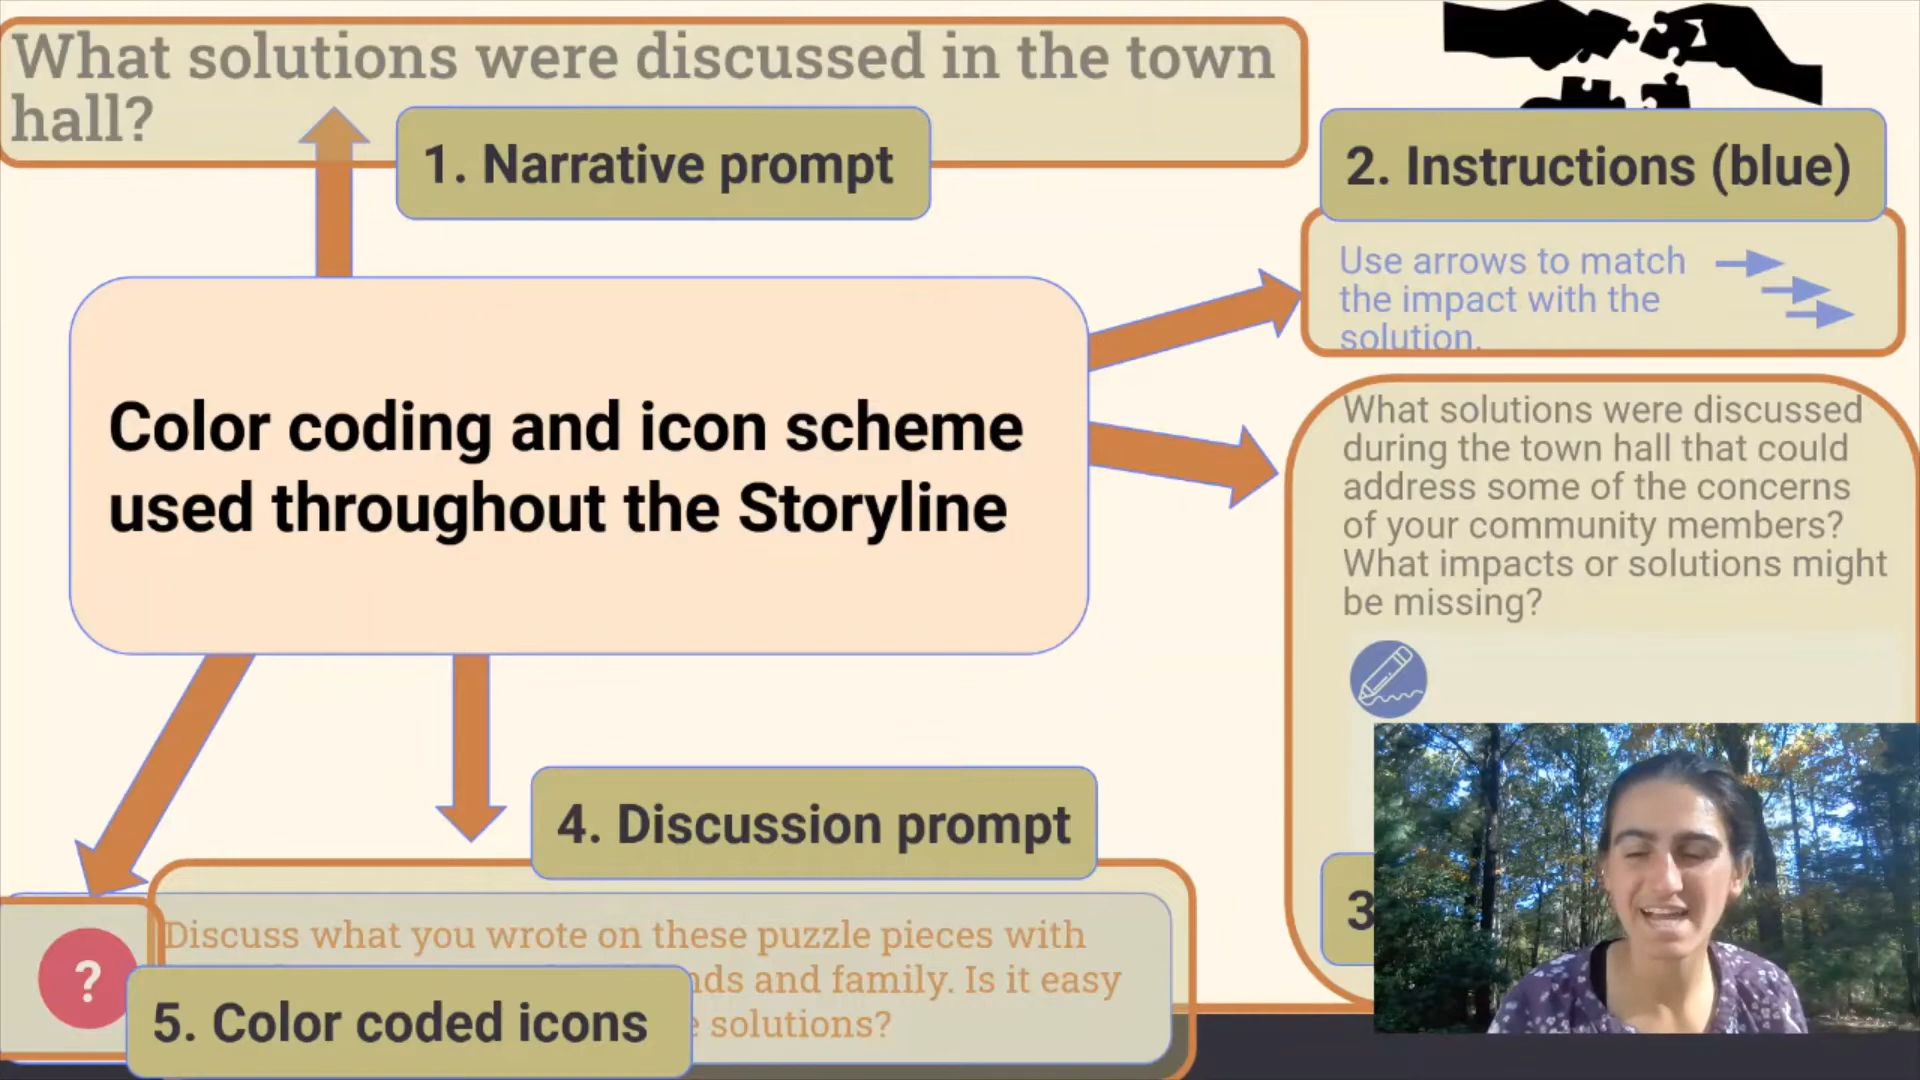 What solutions were discussed in the town
hall?
1. Narrative prompt
2. Instructions (blue)
Use arrows to match
the impact with the
solution.
Color coding and icon scheme
used throughout the Storyline
What solutions were discussed
during the town hall that could
address some of the concerns
of your community members?
What impacts or solutions might
be missing?
3
4. Discussion prompt
Discuss what you wrote on these puzzle pieces with
and family. Is it easy
solutions?
?
5. Color coded icons